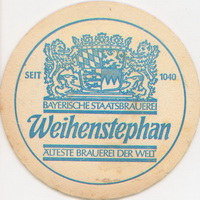 SEIT 1040
BAYERISCHE STAATSBRAUEREI
Weihenstephan
ÄLTESTE BRAUEREI DER WELT